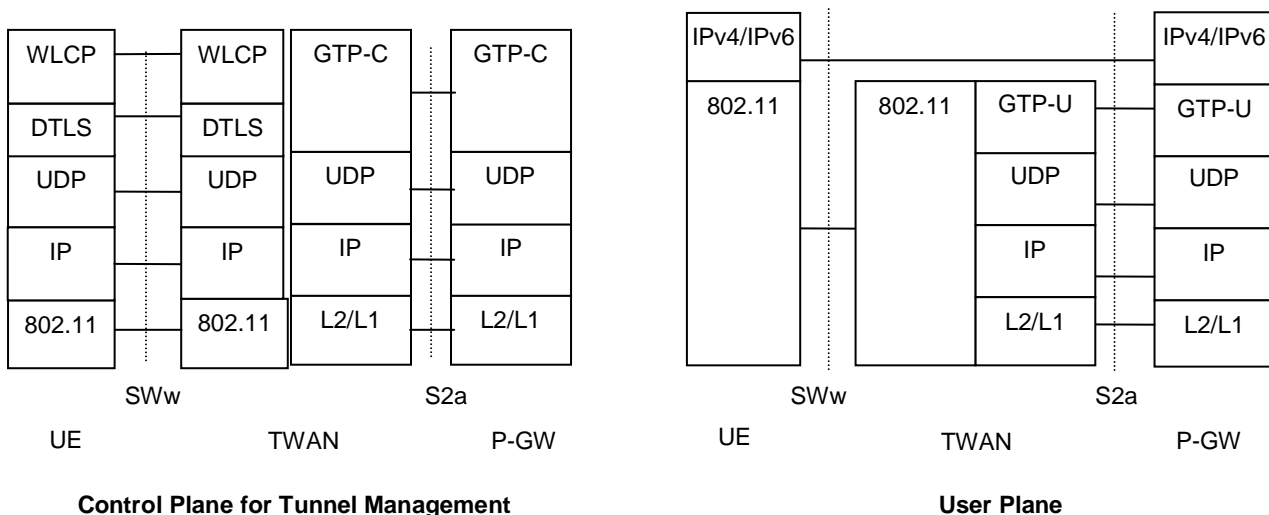 WLCP WLCP GTP-C GTP-C
DTLS DTLS
UDP UDP UDP UDP
IP IP IP IP
802.11 802.11 L2/L1 L2/L1
SWw S2a
UE TWAN P-GW
Control Plane for Tunnel Management
IPv4/IPv6 IPv4/IPv6
802.11 802.11 GTP-U GTP-U
UDP UDP
IP IP
L2/L1 L2/L1
SWw S2a
UE TWAN P-GW
User Plane